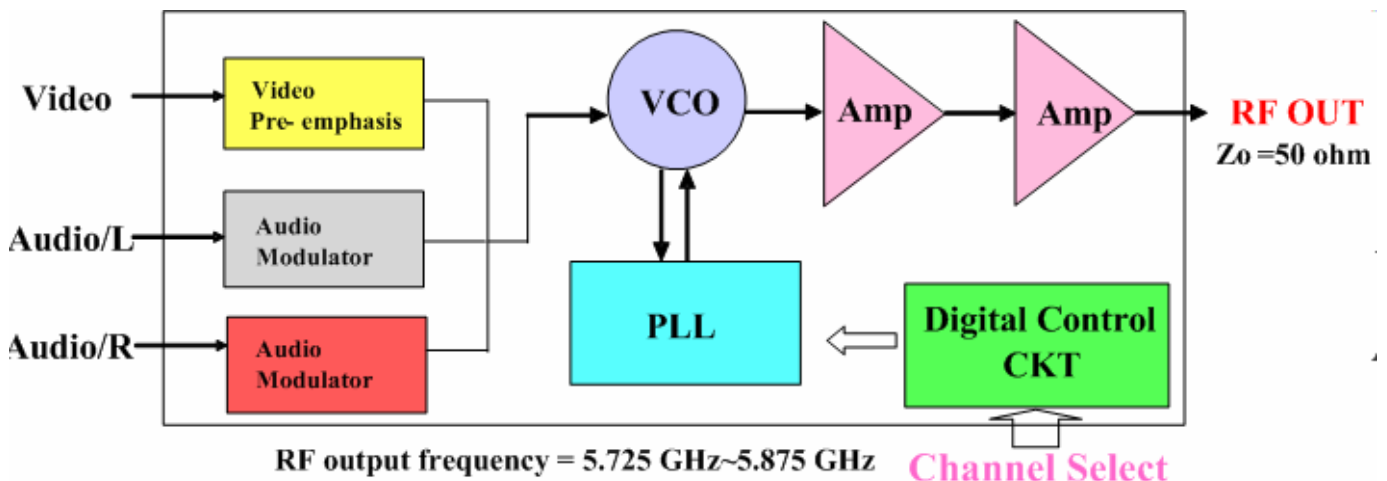 Video
Video
Pre- emphasis
VCO
Amp
Amp
RF OUT
Zo =50 ohm
Audio/L
Audio
Modulator
Audio/R
Audio
Modulator
PLL
Digital Control
CKT
RF output frequency = 5.725 GHz~5.875 GHz
Channel Select